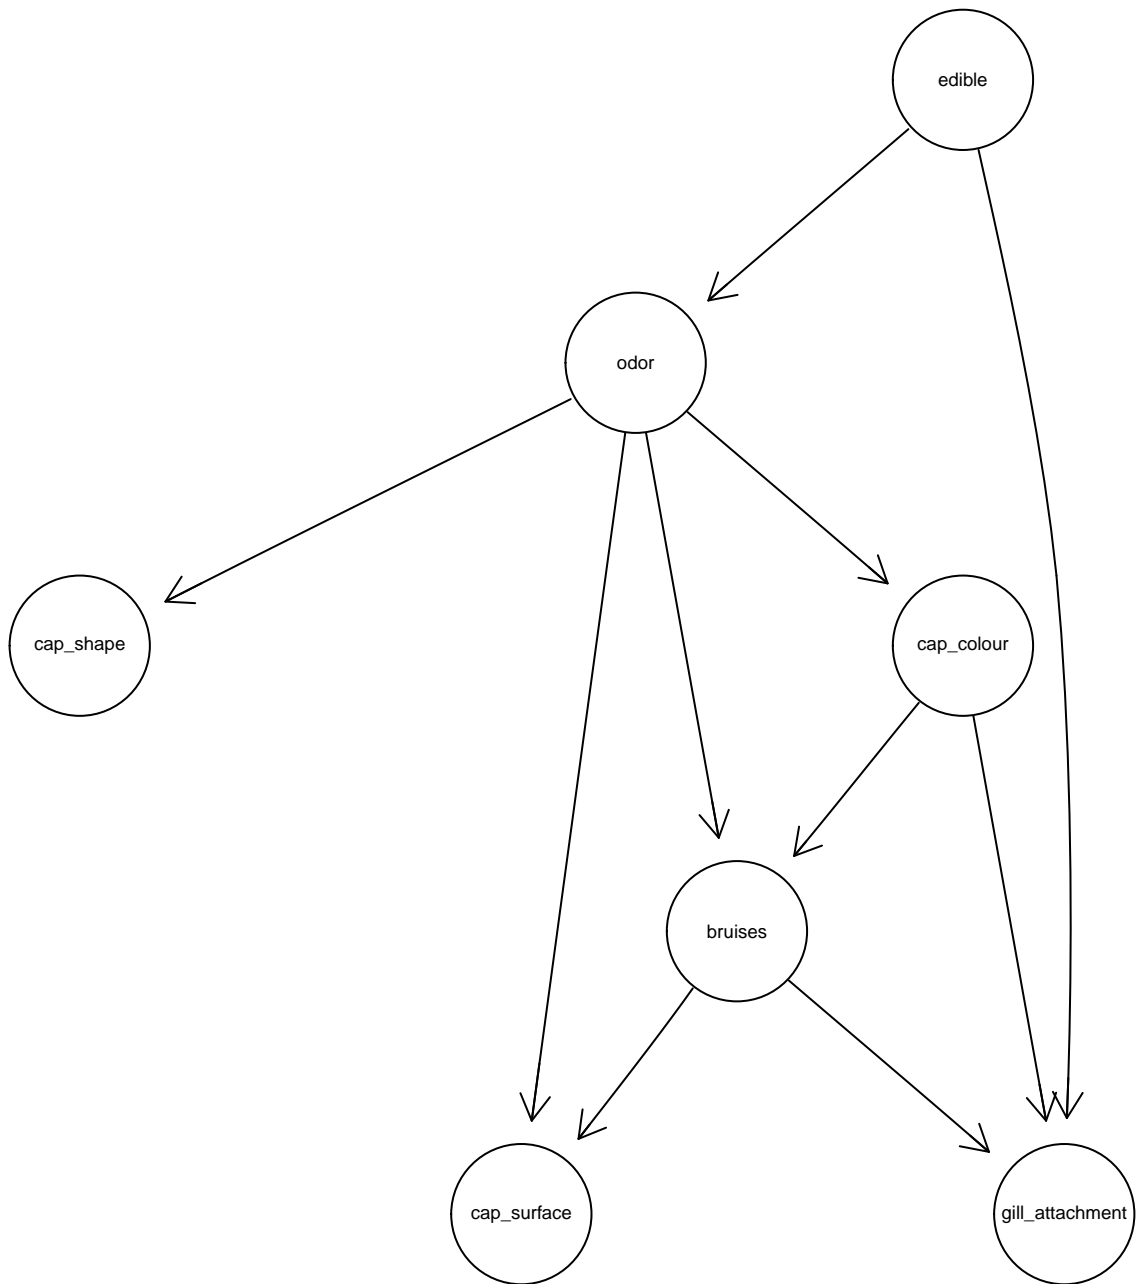 edible
odor
cap_shape
cap_colour
bruises
cap_surface
gill_attachment